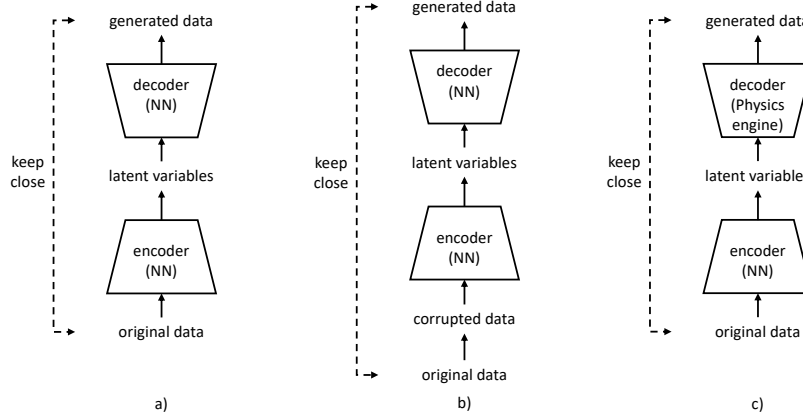 generated data
decoder
(NN)
keep
close
latent variables
encoder
(NN)
original data
a)
generated data
decoder
(NN)
keep
close
latent variables
encoder
(NN)
corrupted data
original data
b)
generated data
decoder
(Physics
engine)
keep
close
latent variable
encoder
(NN)
original data
c)